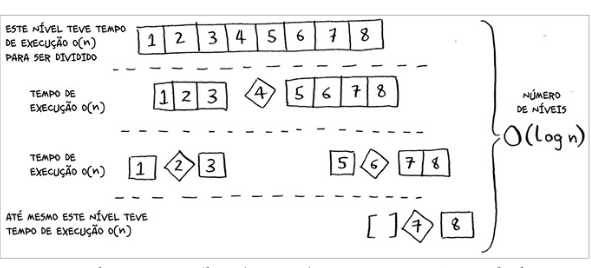 ESTE NÍVEL TEVE TEMPO
DE EXECUÇÃO O(n)
PARA SER DIVIDIDO
1 2 3 4 5 6 7 8
TEMPO DE
EXECUÇÃO O(n)
1 2 3 4 5 6 7 8
TEMPO DE
EXECUÇÃO O(n)
1 2 3 5 6 7 8
ATÉ MESMO ESTE NÍVEL TEVE
TEMPO DE EXECUÇÃO O(n)
[ ] 7 8
NÚMERO
DE NÍVEIS
O(log n)